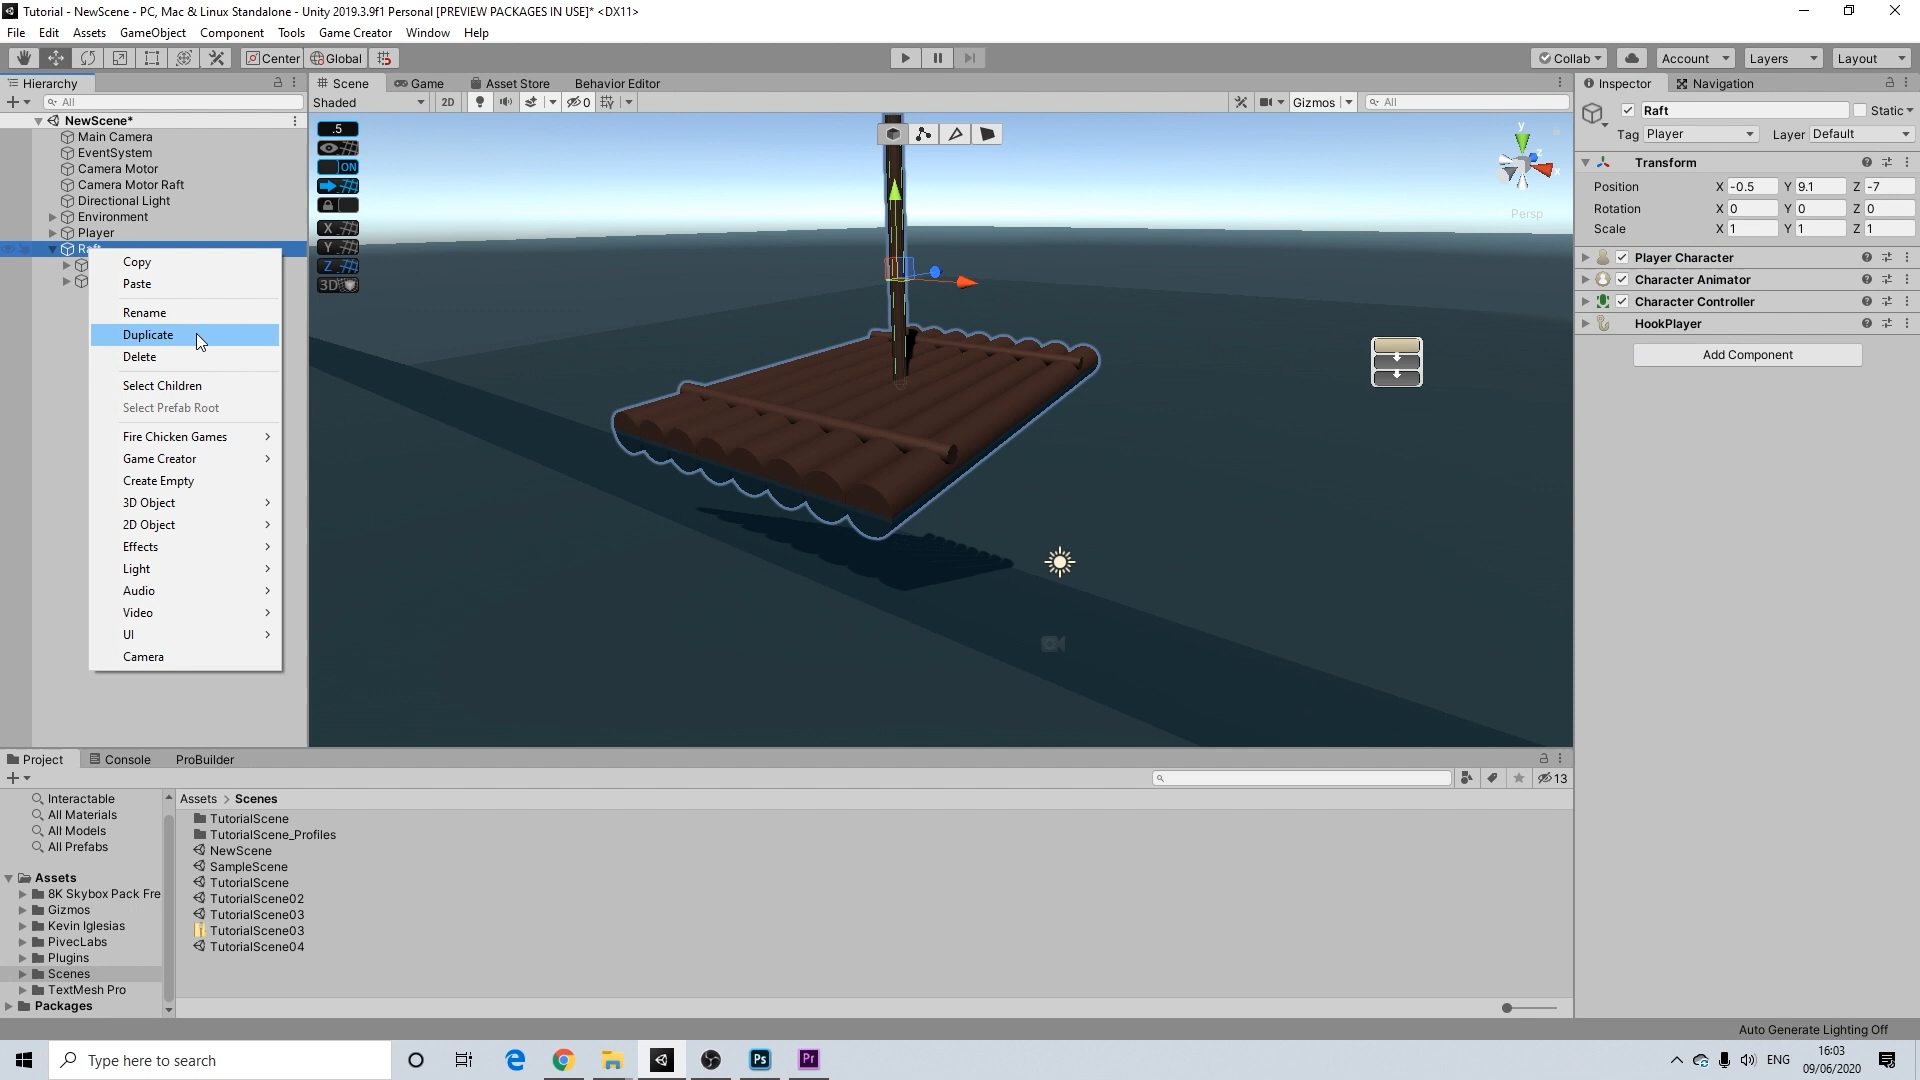 Tutorial - NewScene - PC, Mac & Linux Standalone - Unity 2019.3.9f1 Personal [PREVIEW PACKAGES IN USE]* <DX11>
File Edit Assets GameObject Component Tools Game Creator Window Help
Center Global Collab Account Layers Layout
Hierarchy
All
NewScene*
Main Camera
EventSystem
Camera Motor
Camera Motor Raft
Directional Light
Environment
Player
Raft
Copy
Paste
Rename
Duplicate
Delete
Select Children
Select Prefab Root
Fire Chicken Games
Game Creator
Create Empty
3D Object
2D Object
Effects
Light
Audio
Video
UI
Camera
Scene Game Asset Store Behavior Editor
Shaded 2D 0 Gizmos All
.5
ON
X
Y
Z
3D
y
x
z
Persp
Inspector Navigation
Raft Static
Tag Player Layer Default
Transform
Position X -0.5 Y 9.1 Z -7
Rotation X 0 Y 0 Z 0
Scale X 1 Y 1 Z 1
Player Character
Character Animator
Character Controller
HookPlayer
Add Component
Project Console ProBuilder
13
Interactable
All Materials
All Models
All Prefabs
Assets
8K Skybox Pack Fre
Gizmos
Kevin Iglesias
PivecLabs
Plugins
Scenes
TextMesh Pro
Packages
Assets > Scenes
TutorialScene
TutorialScene_Profiles
NewScene
SampleScene
TutorialScene
TutorialScene02
TutorialScene03
TutorialScene03
TutorialScene04
Auto Generate Lighting Off
Type here to search
Ps
Pr
ENG
16:03
09/06/2020